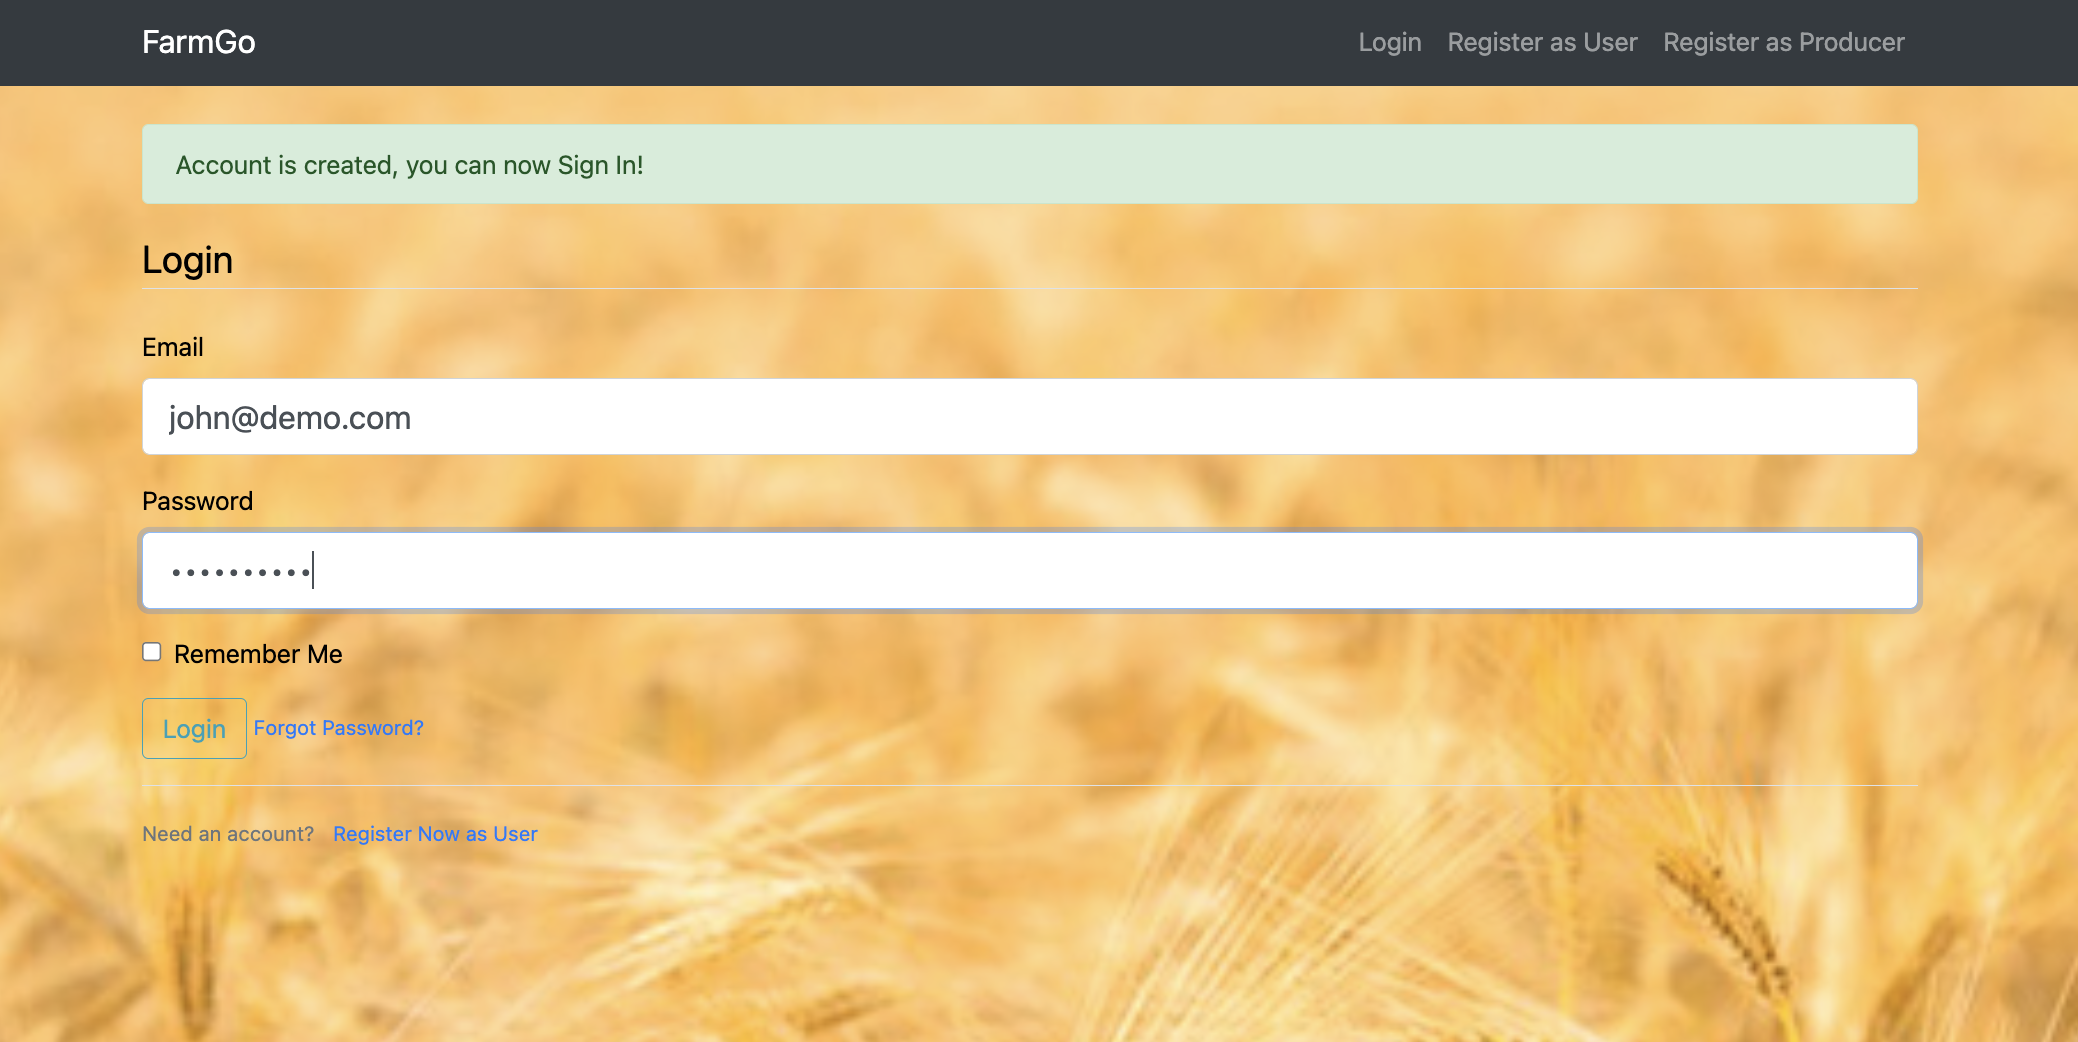 FarmGo Login Register as User Register as Producer
Account is created, you can now Sign In!
Login
Email
john@demo.com
Password
••••••••••
Remember Me
Login Forgot Password?
Need an account? Register Now as User